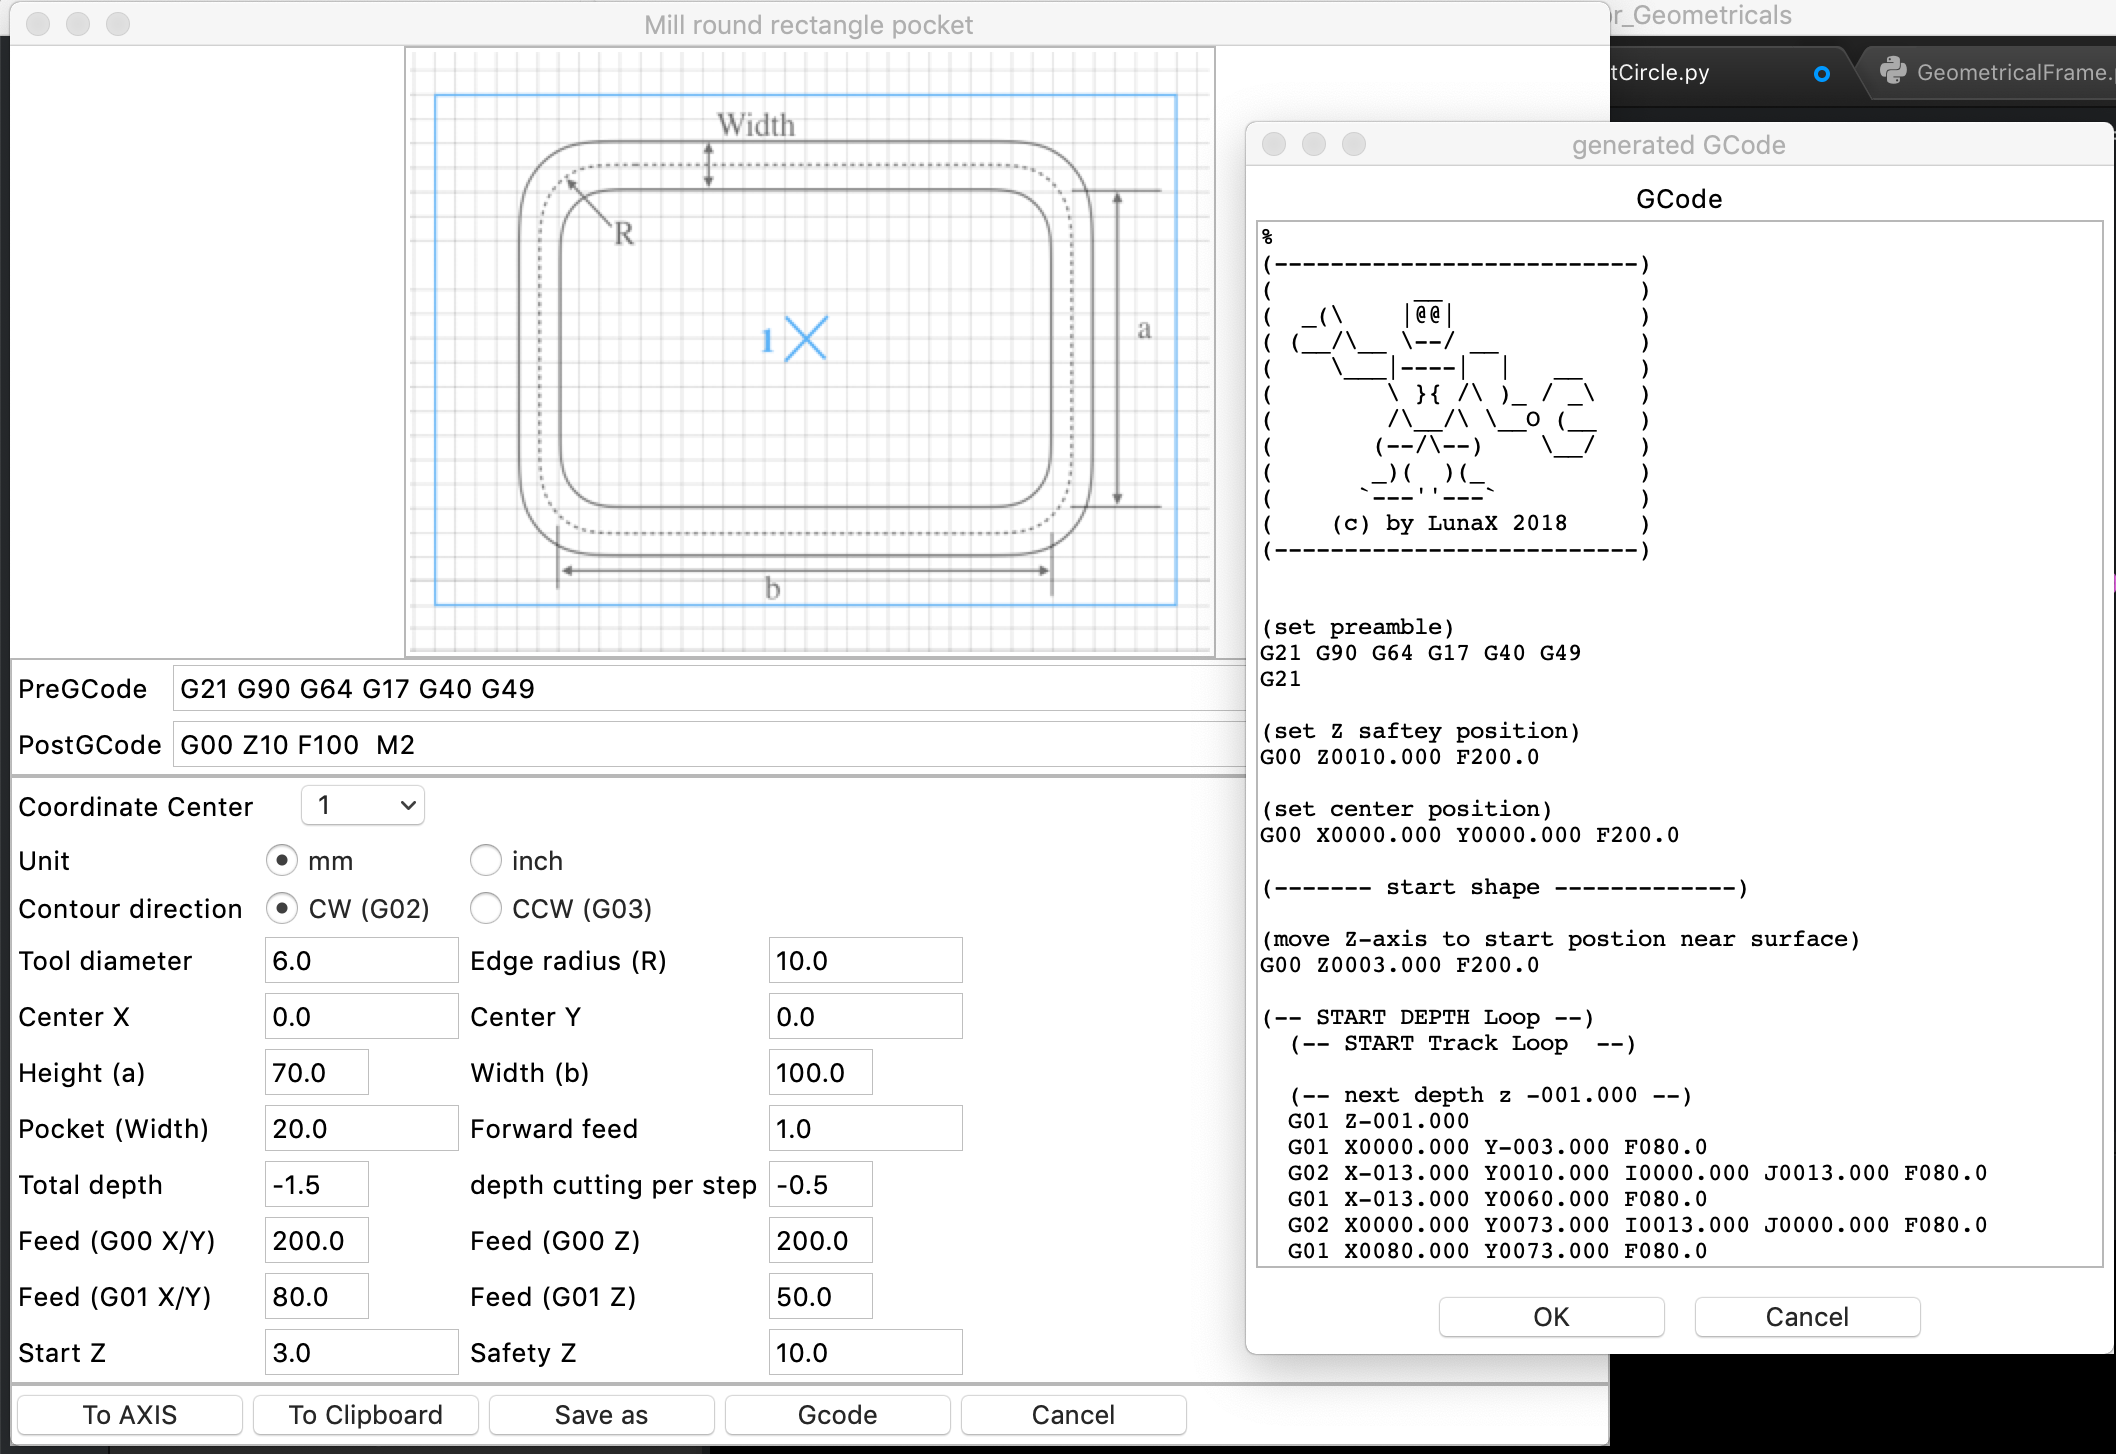 Mill round rectangle pocket
r_Geometricals
tCircle.py
GeometricalFrame.
Width
R
a
1
b
PreGCode G21 G90 G64 G17 G40 G49
PostGCode G00 Z10 F100  M2
Coordinate Center 1
Unit mm inch
Contour direction CW (G02) CCW (G03)
Tool diameter 6.0 Edge radius (R) 10.0
Center X 0.0 Center Y 0.0
Height (a) 70.0 Width (b) 100.0
Pocket (Width) 20.0 Forward feed 1.0
Total depth -1.5 depth cutting per step -0.5
Feed (G00 X/Y) 200.0 Feed (G00 Z) 200.0
Feed (G01 X/Y) 80.0 Feed (G01 Z) 50.0
Start Z 3.0 Safety Z 10.0
To AXIS To Clipboard Save as Gcode Cancel
generated GCode
GCode
%
(--------------------------)
(          __              )
(  _(\    |@@|             )
( (__/\__ \--/ __          )
(    \___|----|  |   __    )
(        \ }{ /\ )_ / _\   )
(        /\__/\ \__O (__   )
(       (--/\--)    \__/   )
(       _)(  )(_           )
(      `---''---`          )
(    (c) by LunaX 2018     )
(--------------------------)
(set preamble)
G21 G90 G64 G17 G40 G49
G21
(set Z saftey position)
G00 Z0010.000 F200.0
(set center position)
G00 X0000.000 Y0000.000 F200.0
(------- start shape -------------)
(move Z-axis to start postion near surface)
G00 Z0003.000 F200.0
(-- START DEPTH Loop --)
(-- START Track Loop  --)
(-- next depth z -001.000 --)
G01 Z-001.000
G01 X0000.000 Y-003.000 F080.0
G02 X-013.000 Y0010.000 I0000.000 J0013.000 F080.0
G01 X-013.000 Y0060.000 F080.0
G02 X0000.000 Y0073.000 I0013.000 J0000.000 F080.0
G01 X0080.000 Y0073.000 F080.0
OK Cancel